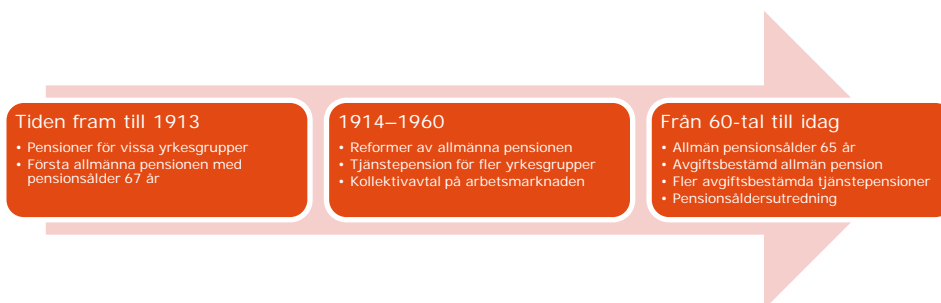 Tiden fram till 1913
• Pensioner för vissa yrkesgrupper
• Första allmänna pensionen med
pensionsålder 67 år
1914–1960
• Reformer av allmänna pensionen
• Tjänstepension för fler yrkesgrupper
• Kollektivavtal på arbetsmarknaden
Från 60-tal till idag
• Allmän pensionsålder 65 år
• Avgiftsbestämd allmän pension
• Fler avgiftsbestämda tjänstepensioner
• Pensionsåldersutredning